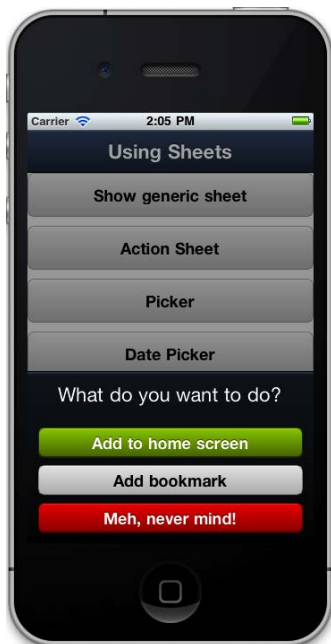 Carrier 2:05 PM
Using Sheets
Show generic sheet
Action Sheet
Picker
Date Picker
What do you want to do?
Add to home screen
Add bookmark
Meh, never mind!